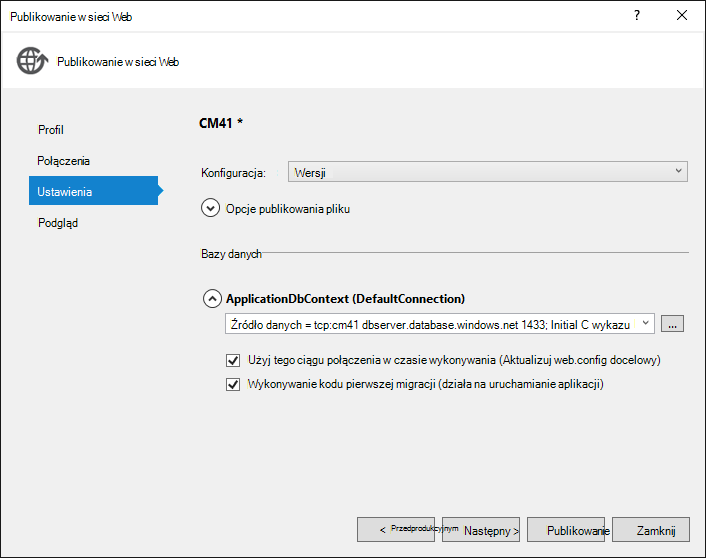 Publikowanie w sieci Web
?
Publikowanie w sieci Web
Profil
Połączenia
Ustawienia
Podgląd
CM41 *
Konfiguracja: Wersji
Opcje publikowania pliku
Bazy danych
ApplicationDbContext (DefaultConnection)
Źródło danych = tcp:cm41 dbserver.database.windows.net 1433; Initial C wykazu ...
Użyj tego ciągu połączenia w czasie wykonywania (Aktualizuj web.config docelowy)
Wykonywanie kodu pierwszej migracji (działa na uruchamianie aplikacji)
< Przedprodukcyjnym Następny > Publikowanie Zamknij